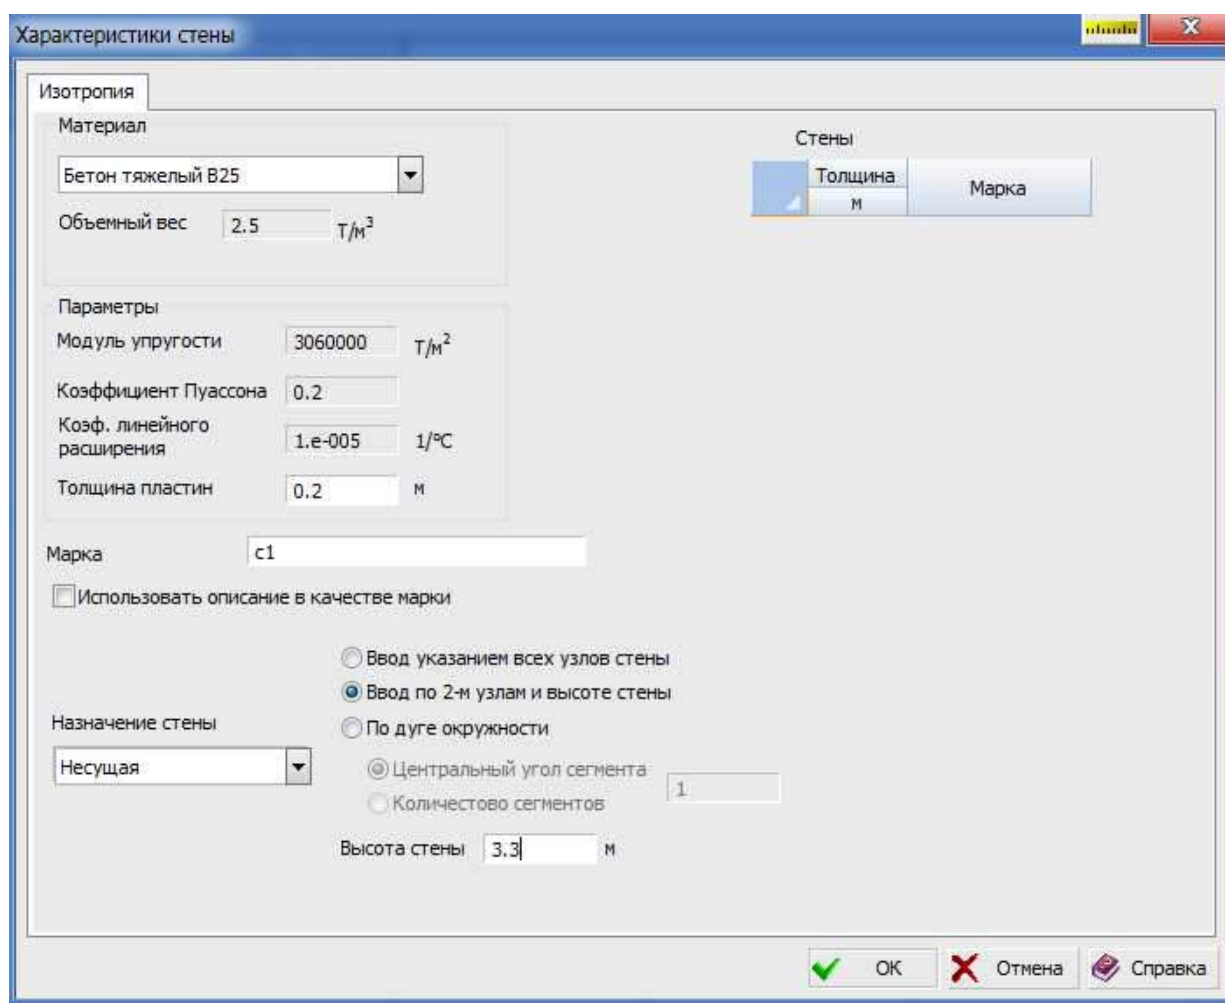 Характеристики стены
Изотропия
Материал
Бетон тяжелый B25
Объемный вес 2.5 Т/м³
Параметры
Модуль упругости 3060000 Т/м²
Коэффициент Пуассона 0.2
Коэф. линейного
расширения 1.e-005 1/°C
Толщина пластин 0.2 м
Марка c1
Использовать описание в качестве марки
Ввод указанием всех узлов стены
Ввод по 2-м узлам и высоте стены
Назначение стены
По дуге окружности
Несущая
Центральный угол сегмента 1
Количестово сегментов
Высота стены 3.3 м
Стены
Толщина Марка
м
OK Отмена Справка